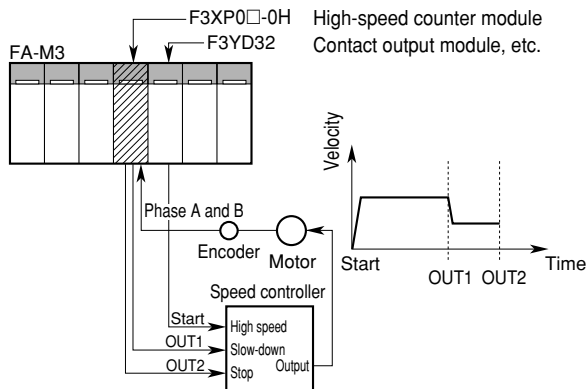 F3XP0□-0H High-speed counter module
F3YD32 Contact output module, etc.
FA-M3
Velocity
Phase A and B
Encoder
Motor
Start
OUT1
OUT2
Time
Speed controller
Start
High speed
OUT1
Slow-down
Output
OUT2
Stop